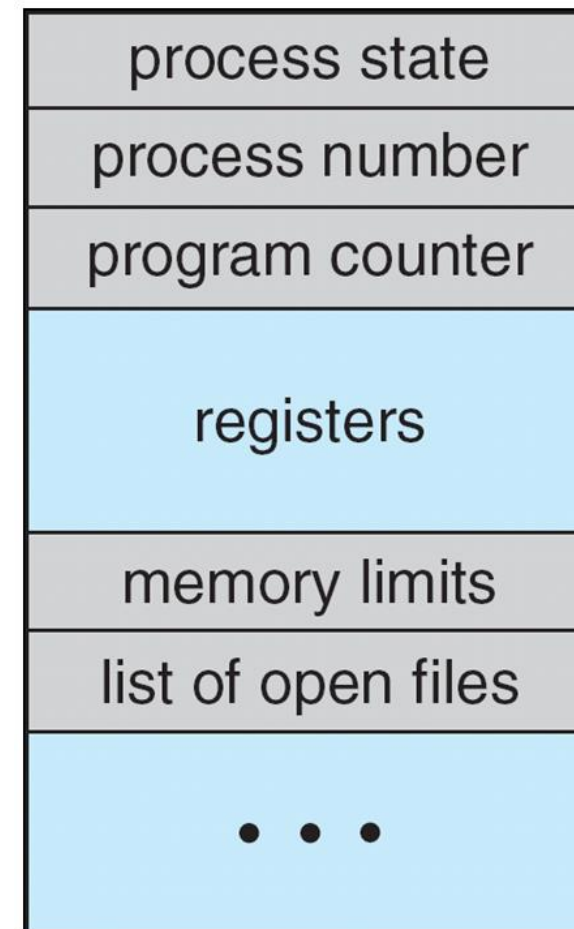 process state
process number
program counter
registers
memory limits
list of open files
• • •